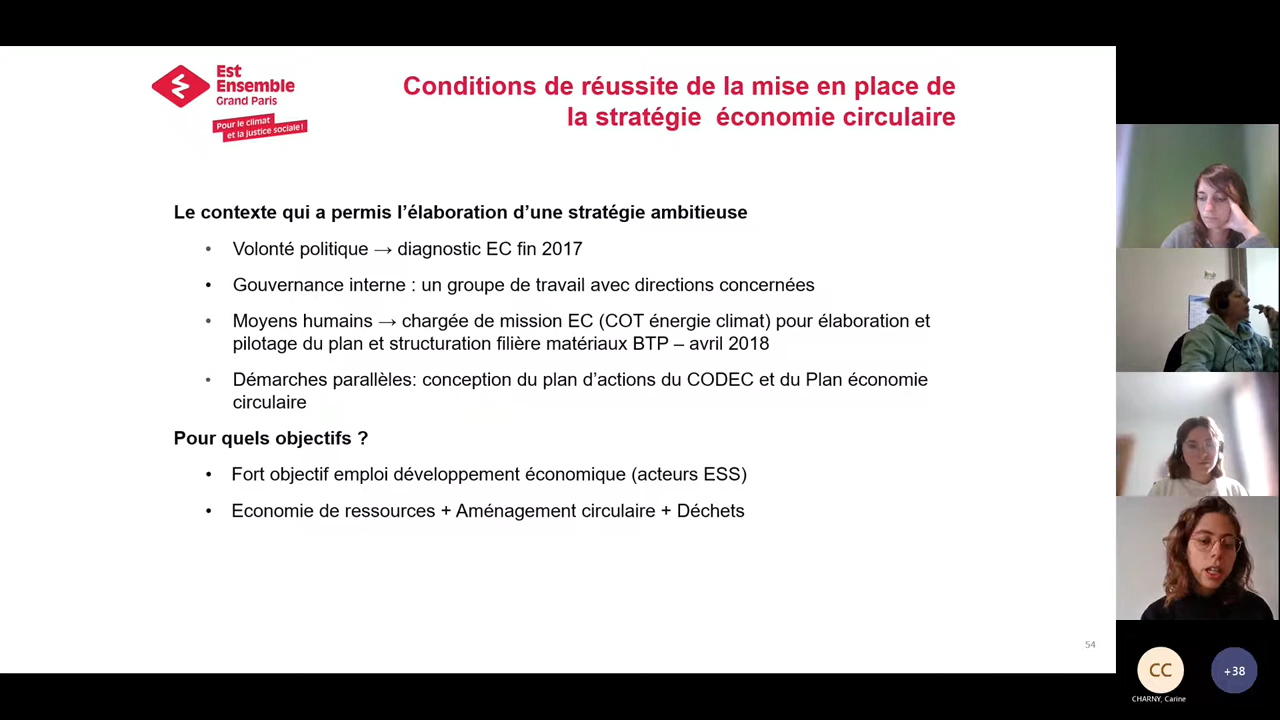 Est
Ensemble
Grand Paris
Pour le climat
et la justice sociale !
Conditions de réussite de la mise en place de
la stratégie économie circulaire
Le contexte qui a permis l’élaboration d’une stratégie ambitieuse
• Volonté politique → diagnostic EC fin 2017
• Gouvernance interne : un groupe de travail avec directions concernées
• Moyens humains → chargée de mission EC (COT énergie climat) pour élaboration et
pilotage du plan et structuration filière matériaux BTP – avril 2018
• Démarches parallèles: conception du plan d’actions du CODEC et du Plan économie
circulaire
Pour quels objectifs ?
• Fort objectif emploi développement économique (acteurs ESS)
• Economie de ressources + Aménagement circulaire + Déchets
54
CC
+38
CHARNY, Carine